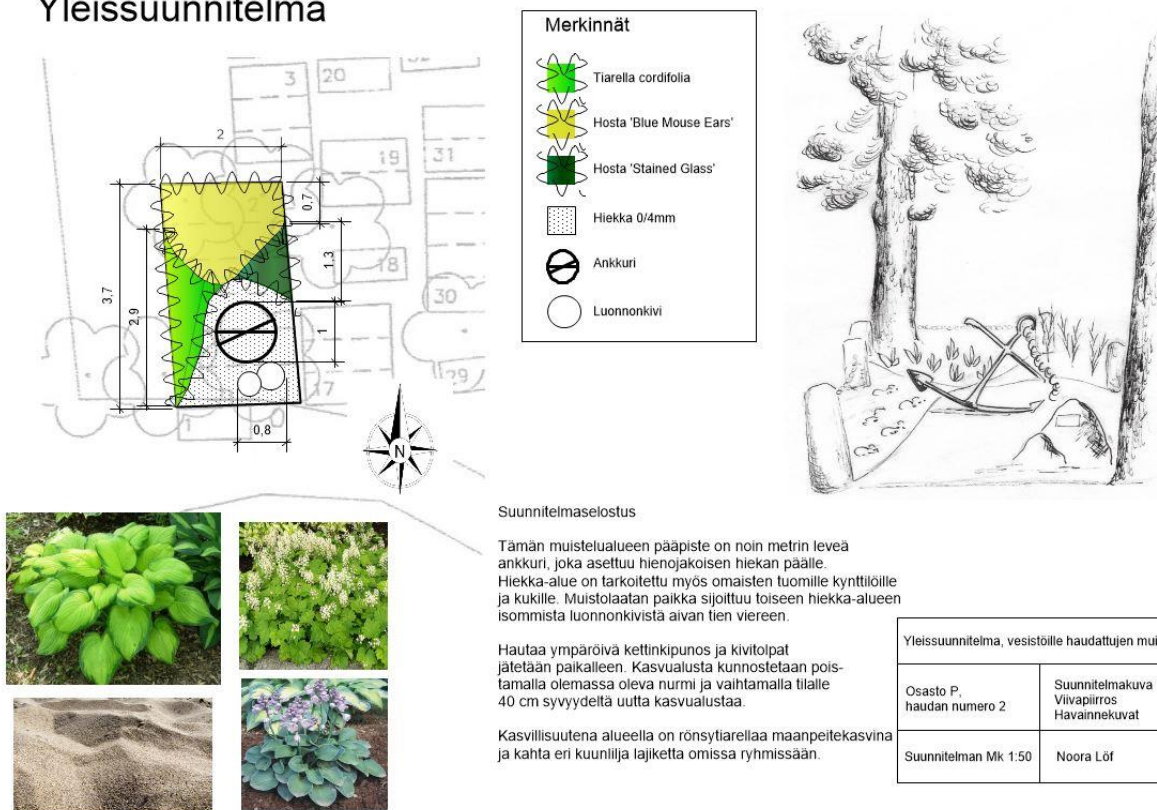 Yleissuunnitelma
3
20
2
19
31
0,7
1,3
18
3,7
2,9
30
1
29
17
1
0,8
N
Merkinnät
Tiarella cordifolia
Hosta 'Blue Mouse Ears'
Hosta 'Stained Glass'
Hiekka 0/4mm
Ankkuri
Luonnonkivi
Suunnitelmaselostus
Tämän muistelualueen pääpiste on noin metrin leveä
ankkuri, joka asettuu hienojakoisen hiekan päälle.
Hiekka-alue on tarkoitettu myös omaisten tuomille kynttilöille
ja kukille. Muistolaatan paikka sijoittuu toiseen hiekka-alueen
isommista luonnonkivistä aivan tien viereen.
Hautaa ympäröivä kettinkipunos ja kivitolpat
jätetään paikalleen. Kasvualusta kunnostetaan pois-
tamalla olemassa oleva nurmi ja vaihtamalla tilalle
40 cm syvyydeltä uutta kasvualustaa.
Kasvillisuutena alueella on rönsytiarellaa maanpeitekasvina
ja kahta eri kuunlilja lajiketta omissa ryhmissään.
Yleissuunnitelma, vesistöille haudattujen mui
Osasto P,
haudan numero 2
Suunnitelmakuva
Viivapiirros
Havainnekuvat
Suunnitelman Mk 1:50
Noora Löf